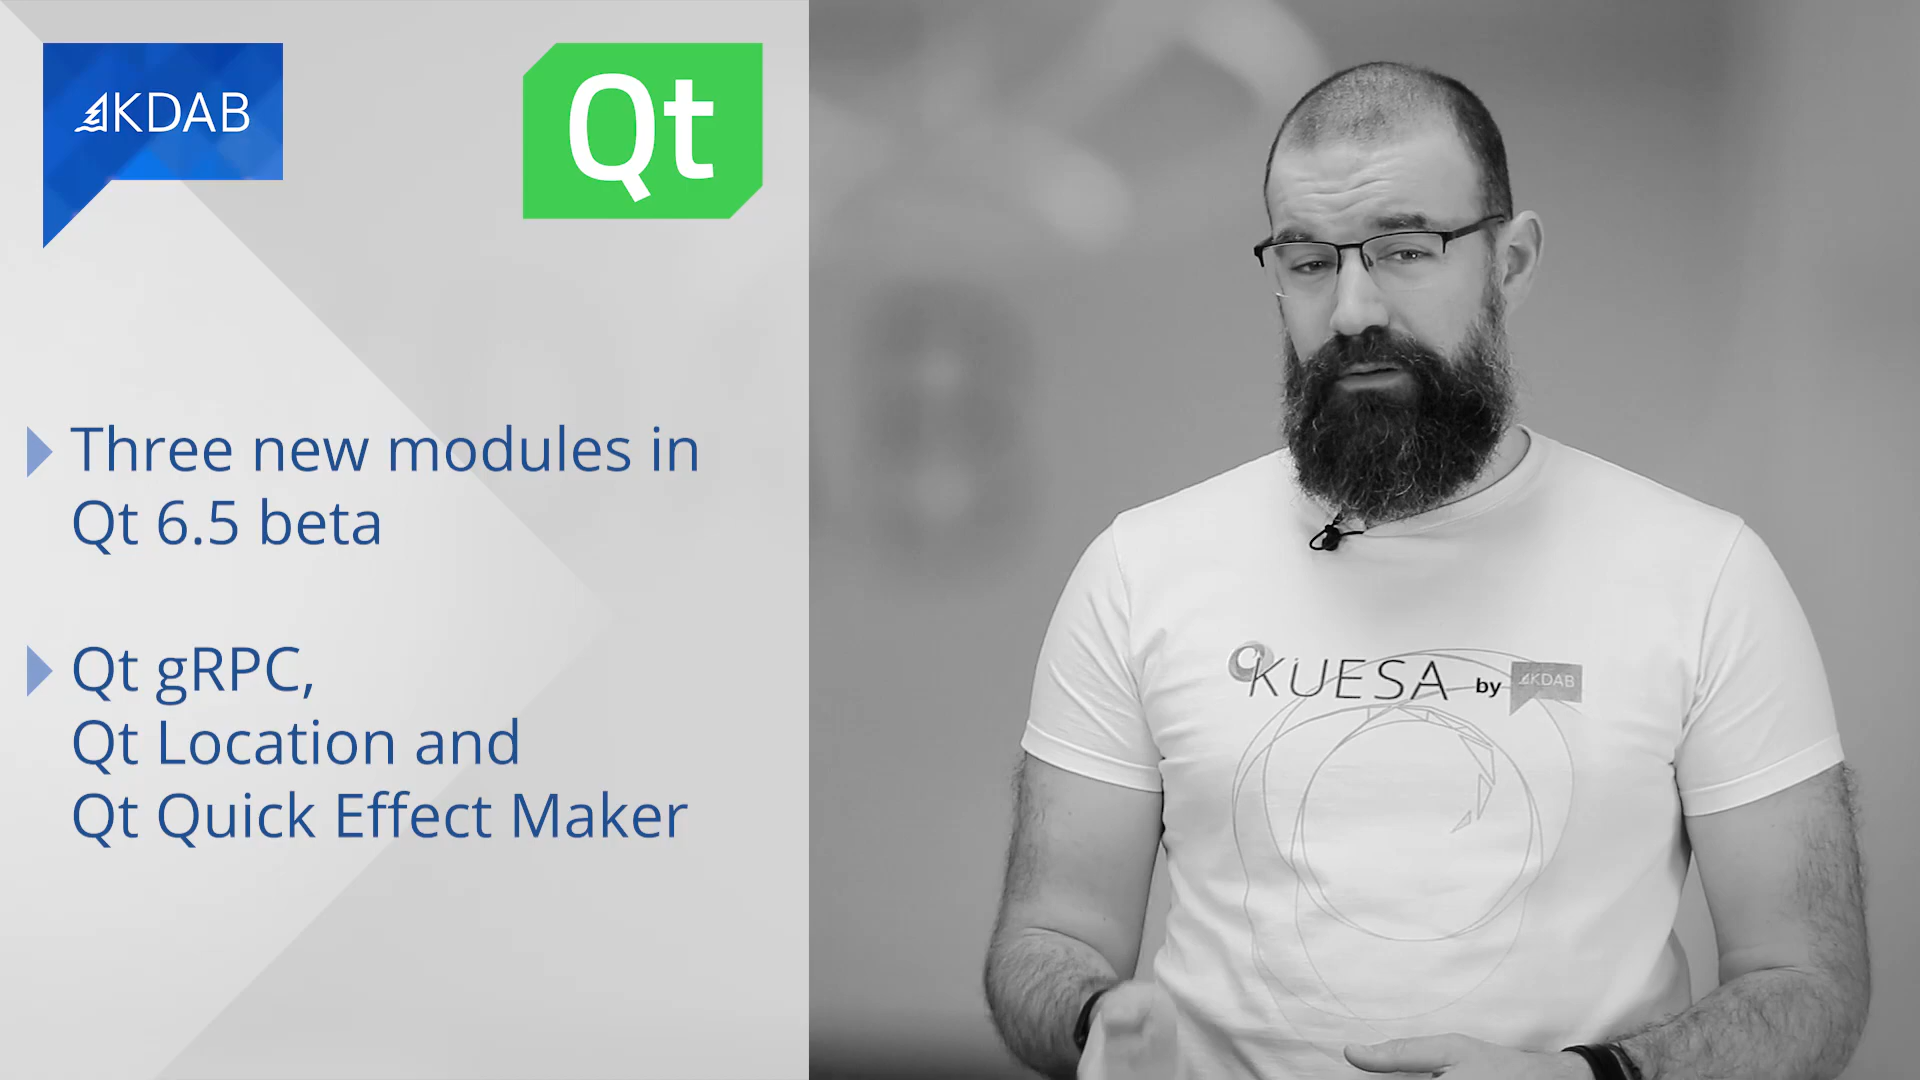 KDAB
Qt
Three new modules in
Qt 6.5 beta
Qt gRPC,
Qt Location and
Qt Quick Effect Maker
KUESA by KDAB